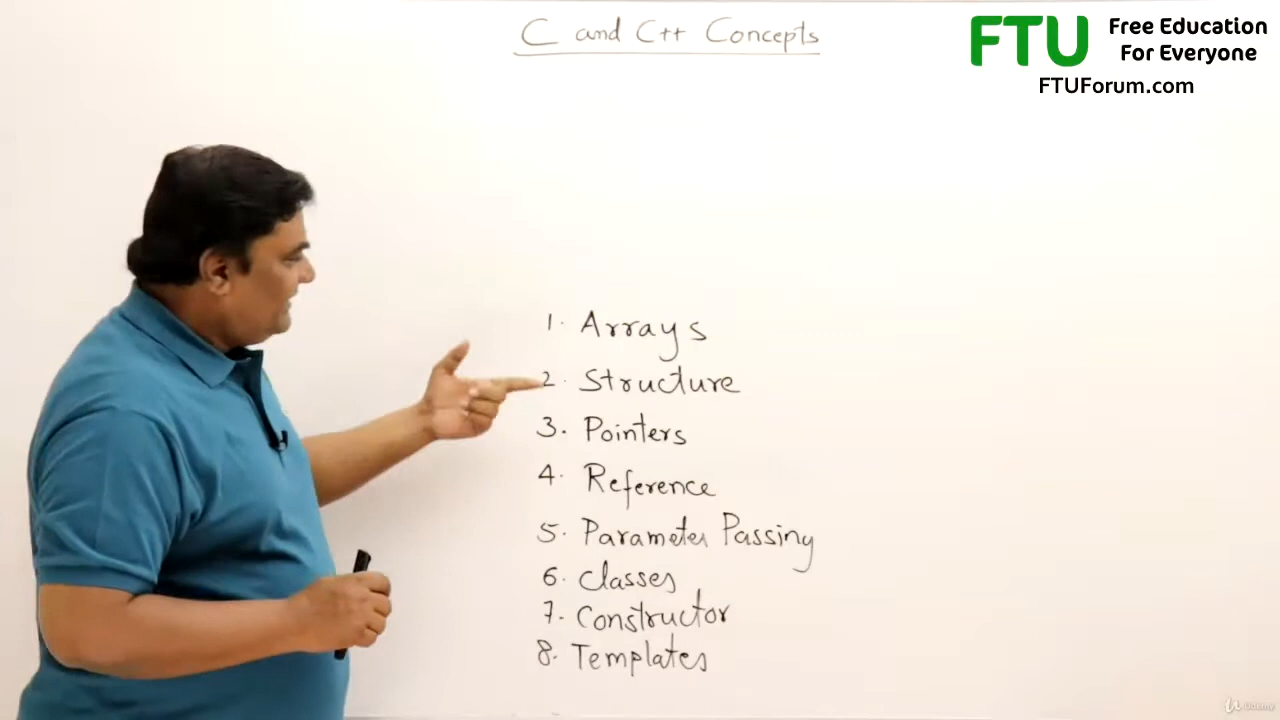 C and C++ Concepts
FTU
Free Education
For Everyone
FTUForum.com
1. Arrays
2. Structure
3. Pointers
4. Reference
5. Parameter Passing
6. Classes
7. Constructor
8. Templates
Udemy